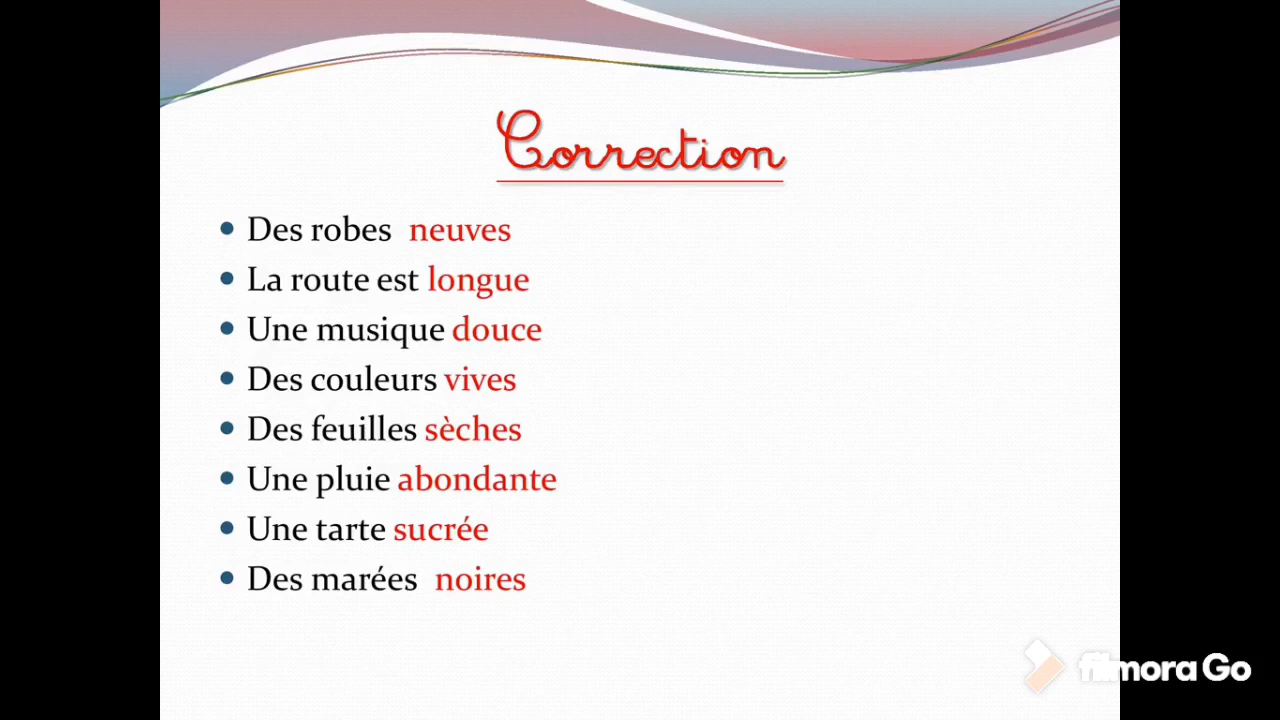 Correction
Des robes neuves
La route est longue
Une musique douce
Des couleurs vives
Des feuilles sèches
Une pluie abondante
Une tarte sucrée
Des marées noires
filmora Go